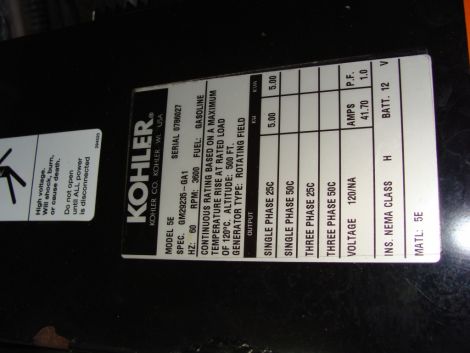 KOHLER®
KOHLER CO. KOHLER, WI. USA
MODEL 5E SERIAL 0786027
SPEC. GM28226-GA1
HZ: 60 RPM: 3600 FUEL: GASOLINE
CONTINUOUS RATING BASED ON A MAXIMUM
TEMPERATURE RISE AT RATED LOAD
OF 120°C. ALTITUDE: 500 FT.
GENERATOR TYPE: ROTATING FIELD
OUTPUT KW KVA
SINGLE PHASE 25C 5.00 5.00
SINGLE PHASE 50C
THREE PHASE 25C
THREE PHASE 50C
VOLTAGE AMPS P.F.
120/NA 41.70 1.0
INS. NEMA CLASS H BATT. 12 V
MATL: 5E
High voltage.
Will shock, burn,
or cause death.
Do not open
until ALL power
is disconnected